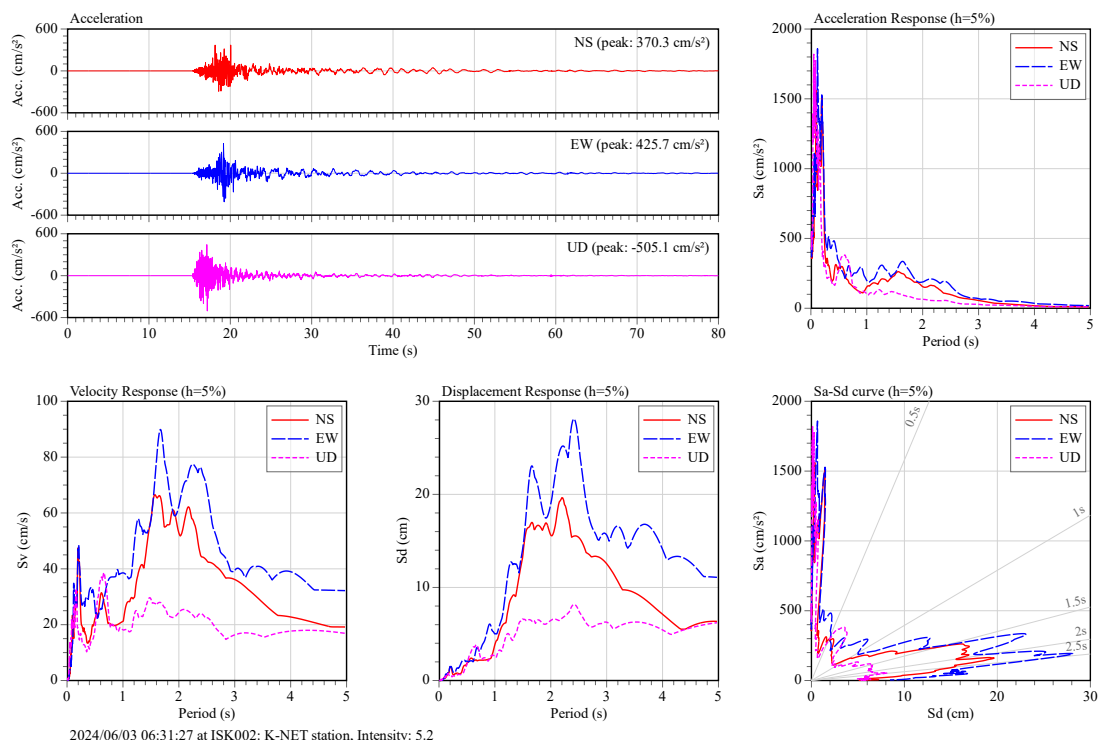 Acceleration
NS (peak: 370.3 cm/s²)
Acc. (cm/s²)
600
0
-600
EW (peak: 425.7 cm/s²)
Acc. (cm/s²)
600
0
-600
UD (peak: -505.1 cm/s²)
Acc. (cm/s²)
600
0
-600
0 10 20 30 40 50 60 70 80
Time (s)
Acceleration Response (h=5%)
NS
EW
UD
Sa (cm/s²)
2000
1500
1000
500
0
0 1 2 3 4 5
Period (s)
Velocity Response (h=5%)
NS
EW
UD
Sv (cm/s)
100
80
60
40
20
0
0 1 2 3 4 5
Period (s)
Displacement Response (h=5%)
NS
EW
UD
Sd (cm)
30
20
10
0
0 1 2 3 4 5
Period (s)
Sa-Sd curve (h=5%)
NS
EW
UD
0.5s
1s
1.5s
2s
2.5s
Sa (cm/s²)
2000
1500
1000
500
0
0 10 20 30
Sd (cm)
2024/06/03 06:31:27 at ISK002: K-NET station, Intensity: 5.2